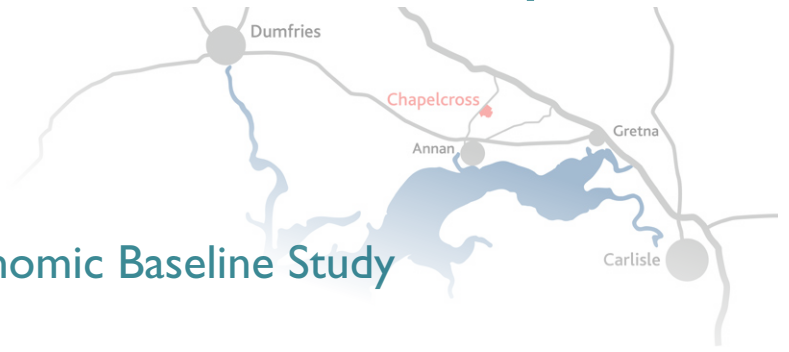 Dumfries
Chapelcross
Gretna
Annan
nomic Baseline Study
Carlisle